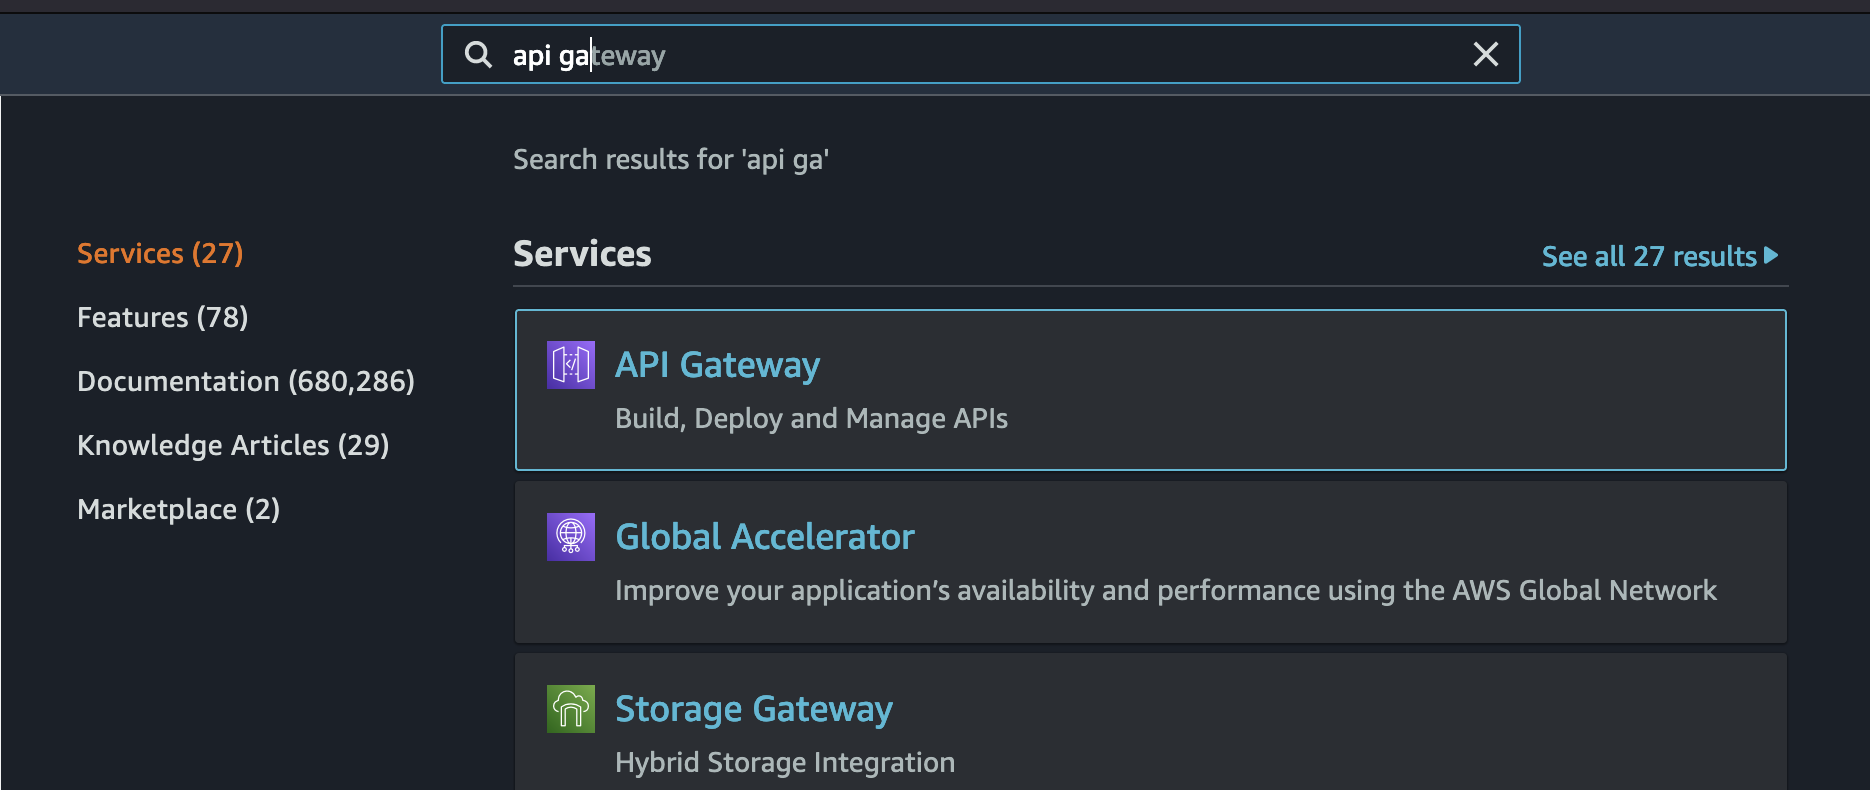 api gateway
Search results for 'api ga'
Services (27)
Features (78)
Documentation (680,286)
Knowledge Articles (29)
Marketplace (2)
Services
See all 27 results
API Gateway
Build, Deploy and Manage APIs
Global Accelerator
Improve your application’s availability and performance using the AWS Global Network
Storage Gateway
Hybrid Storage Integration